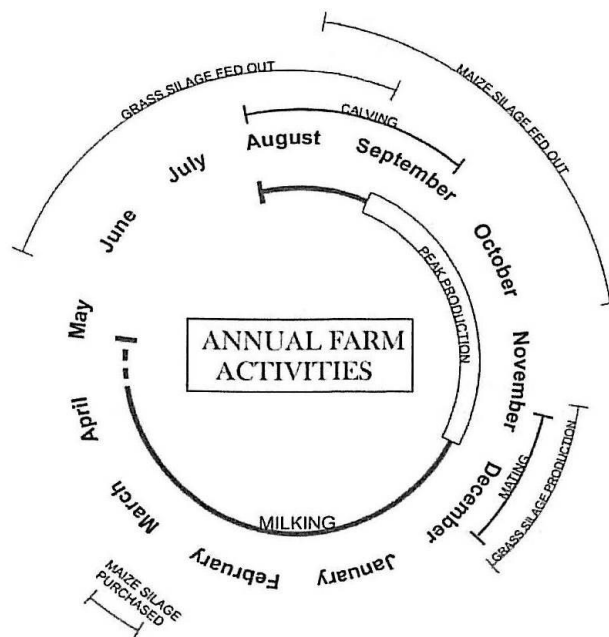 GRASS SILAGE FED OUT
MAIZE SILAGE FED OUT
CALVING
August
September
July
June
October
PEAK PRODUCTION
May
ANNUAL FARM
ACTIVITIES
November
April
MATING
GRASS SILAGE PRODUCTION
December
March
MILKING
February
January
MAIZE SILAGE
PURCHASED